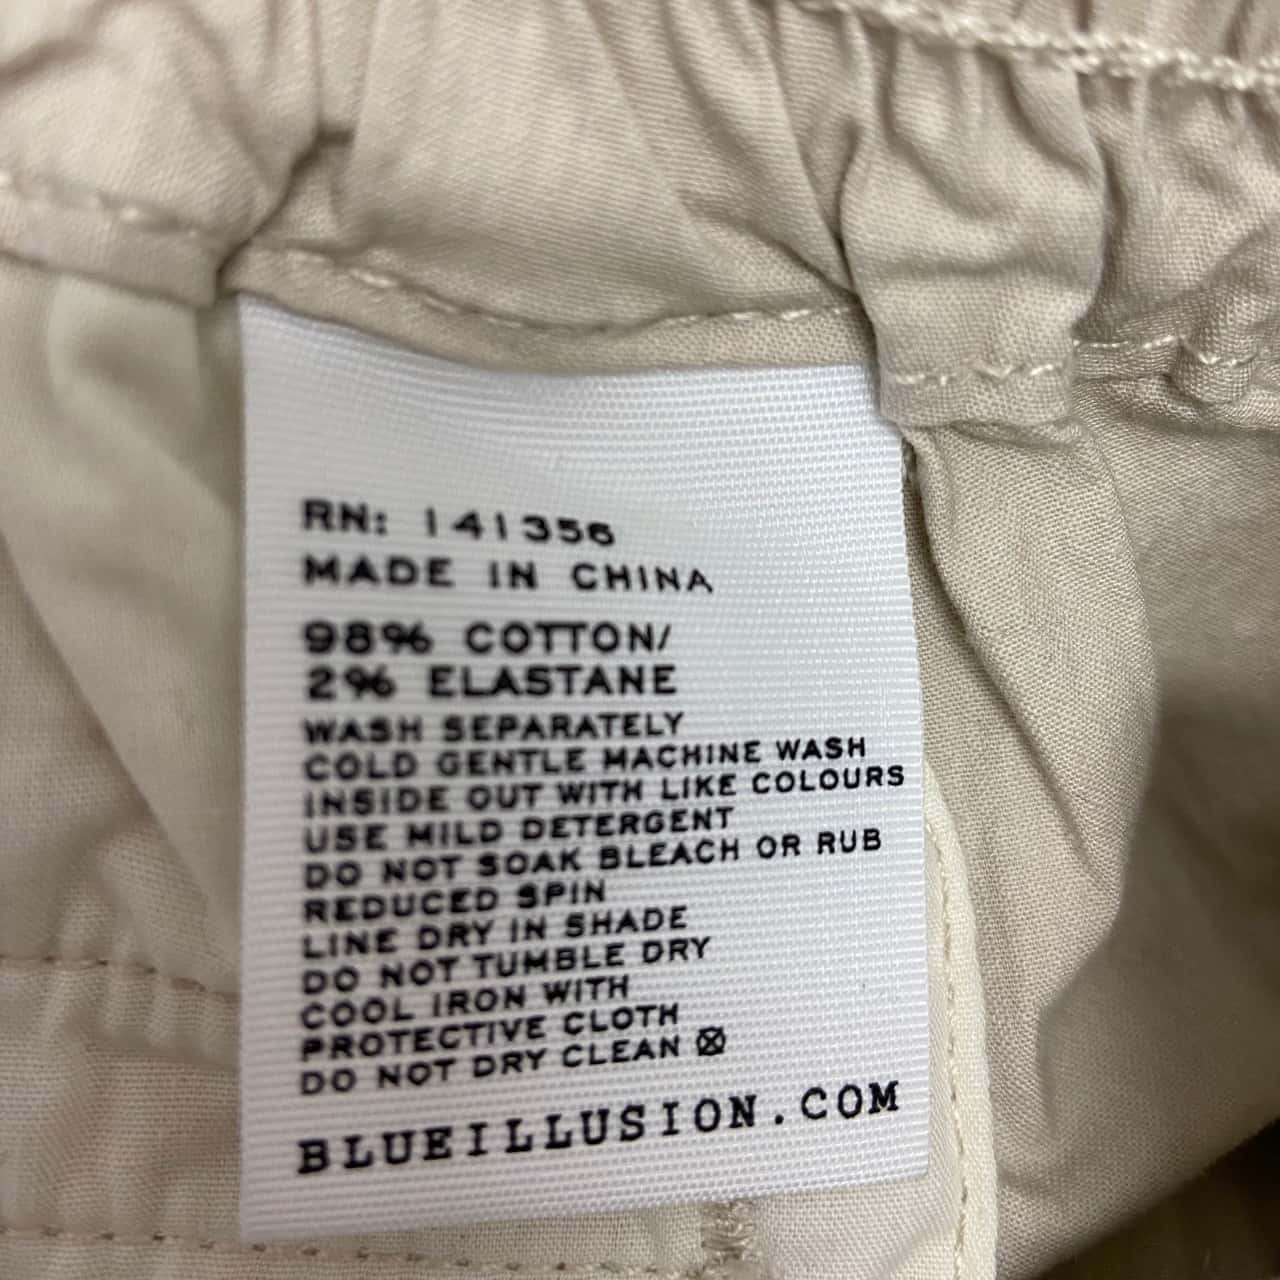 RN: 141356
MADE IN CHINA
98% COTTON/
2% ELASTANE
WASH SEPARATELY
COLD GENTLE MACHINE WASH
INSIDE OUT WITH LIKE COLOURS
USE MILD DETERGENT
DO NOT SOAK BLEACH OR RUB
REDUCED SPIN
LINE DRY IN SHADE
DO NOT TUMBLE DRY
COOL IRON WITH
PROTECTIVE CLOTH
DO NOT DRY CLEAN
BLUEILLUSION.COM